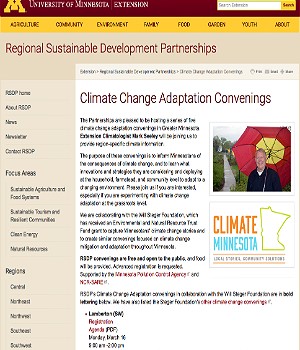 UNIVERSITY OF MINNESOTA | EXTENSION
Search Extension
AGRICULTURE COMMUNITY ENVIRONMENT FAMILY FOOD GARDEN YOUTH ABOUT
Regional Sustainable Development Partnerships
Extension > Regional Sustainable Development Partnerships > Climate Change Adaptation Convenings
Print Email Share
RSDP home
About RSDP
News
Newsletter
Contact RSDP
Focus Areas
Sustainable Agriculture and
Food Systems
Sustainable Tourism and
Resilient Communities
Clean Energy
Natural Resources
Regions
Central
Northeast
Northwest
Southeast
Southwest
Climate Change Adaptation Convenings
The Partnerships are pleased to be hosting a series of five
climate change adaptation convenings in Greater Minnesota
Extension Climatologist Mark Seeley will be joining us to
provide region-specific climate information.
The purpose of these convenings is to inform Minnesotans of
the consequences of climate change, and to learn what
innovations and strategies they are considering and deploying
at the household, farmstead, and community level to adapt to a
changing environment. Please join us if you are interested,
especially if you are experimenting with climate change
adaptation at the grassroots level.
We are collaborating with the Will Steger Foundation, which
has received an Environmental and Natural Resource Trust
Fund grant to capture Minnesotans' climate change stories and
to create similar convenings focused on climate change
mitigation and adaptation throughout Minnesota.
RSDP convenings are free and open to the public, and food
will be provided. Advanced registration is requested.
Supported by the Minnesota Pollution Control Agency and
NCR-SARE.
CLIMATE
MINNESOTA
LOCAL STORIES, COMMUNITY SOLUTIONS
RSDP's Climate Change Adaptation convenings in collaboration with the Will Steger Foundation are in bold
lettering below. We have also listed the Steger Foundation's other climate change convenings.
Lamberton (SW)
Registration
Agenda (PDF)
Monday, March 10